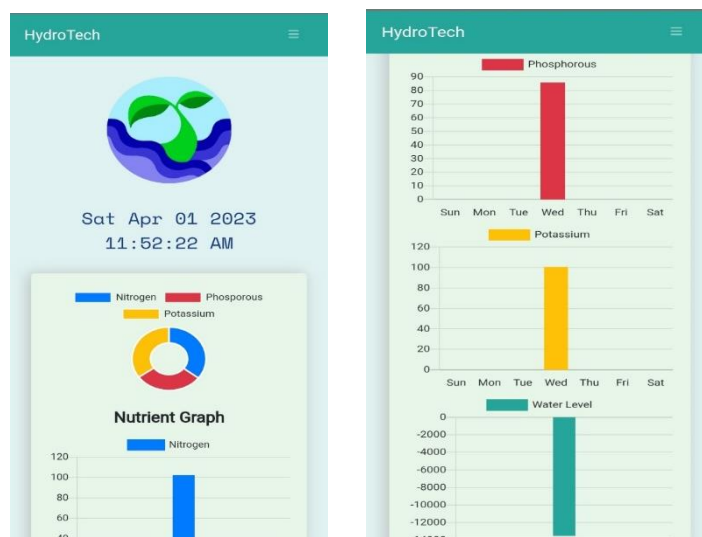 HydroTech
Sat Apr 01 2023
11:52:22 AM
Nitrogen Phosporous
Potassium
Nutrient Graph
Nitrogen
120
100
80
60
40
HydroTech
Phosphorous
90
80
70
60
50
40
30
20
10
0
Sun Mon Tue Wed Thu Fri Sat
Potassium
120
100
80
60
40
20
0
Sun Mon Tue Wed Thu Fri Sat
Water Level
0
-2000
-4000
-6000
-8000
-10000
-12000